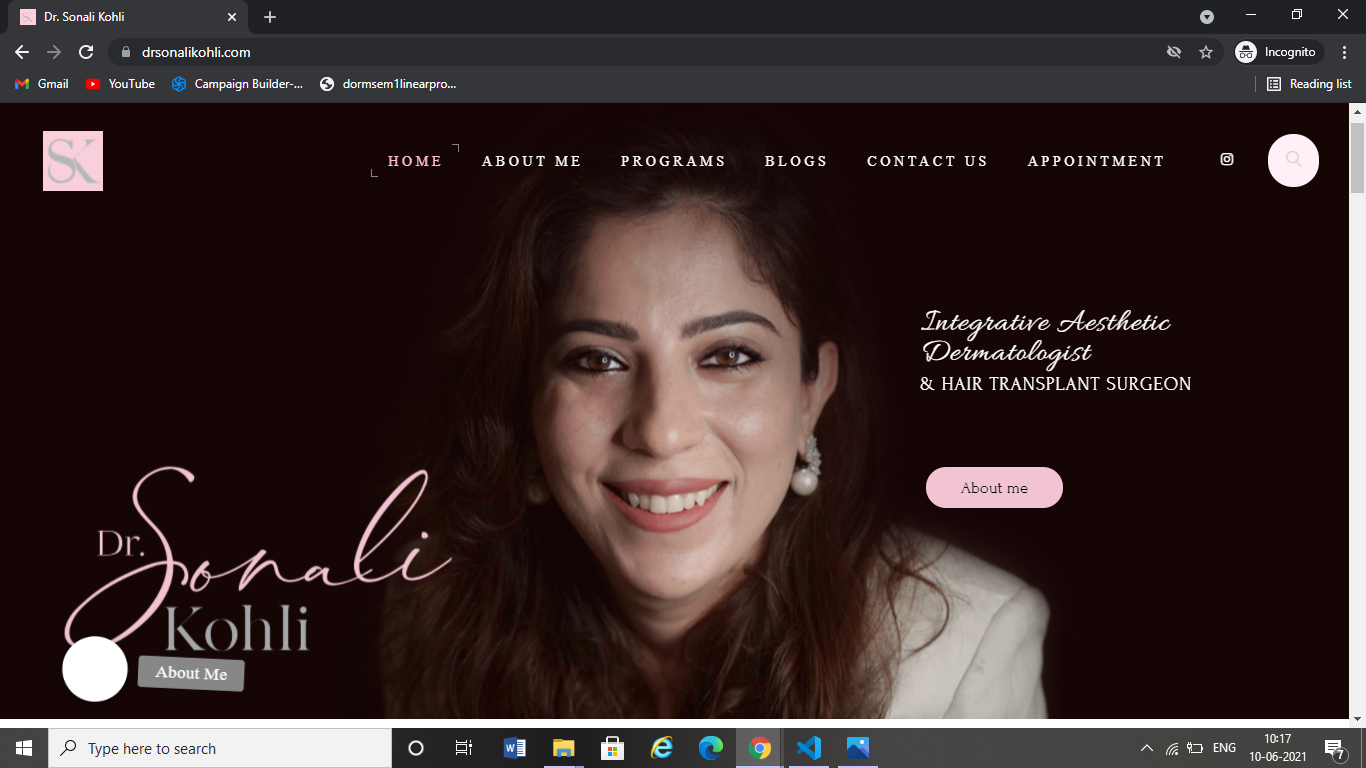 Dr. Sonali Kohli
drsonalikohli.com
Incognito
Gmail
YouTube
Campaign Builder-...
dormsem1linearpro...
Reading list
SK
HOME
ABOUT ME
PROGRAMS
BLOGS
CONTACT US
APPOINTMENT
Integrative Aesthetic
Dermatologist
& HAIR TRANSPLANT SURGEON
About me
Dr. Sonali
Kohli
About Me
Type here to search
ENG
10:17
10-06-2021
7